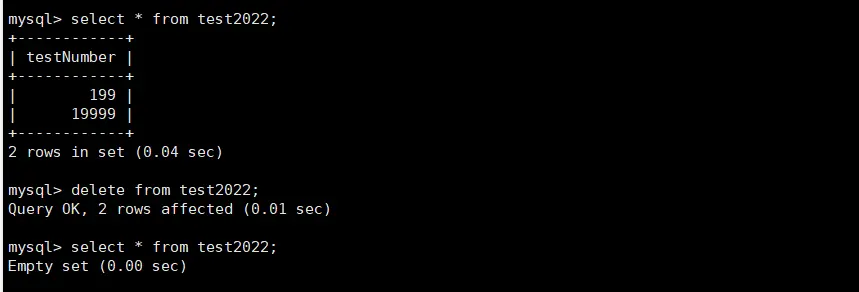 mysql> select * from test2022;
+------------+
| testNumber |
+------------+
|        199 |
|      19999 |
+------------+
2 rows in set (0.04 sec)
mysql> delete from test2022;
Query OK, 2 rows affected (0.01 sec)
mysql> select * from test2022;
Empty set (0.00 sec)